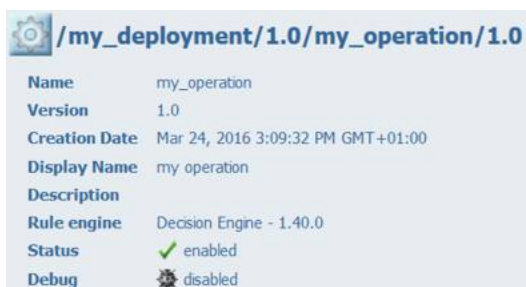 /my_deployment/1.0/my_operation/1.0
Name my_operation
Version 1.0
Creation Date Mar 24, 2016 3:09:32 PM GMT+01:00
Display Name my operation
Description
Rule engine Decision Engine - 1.40.0
Status enabled
Debug disabled